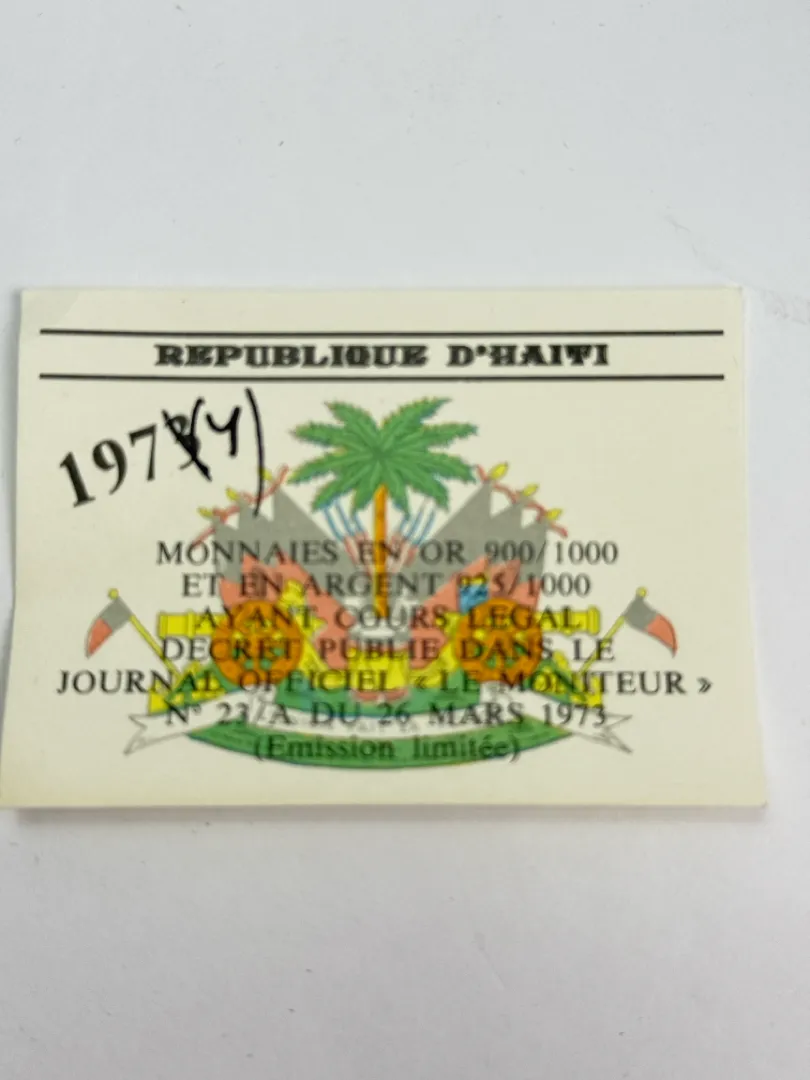 REPUBLIQUE D'HAITI
1973 (4)
MONNAIES EN OR 900/1000
ET EN ARGENT 925/1000
AYANT COURS LEGAL
DECRET PUBLIE DANS LE
JOURNAL OFFICIEL « LE MONITEUR »
N° 23/A DU 26 MARS 1973
(Emission limitée)